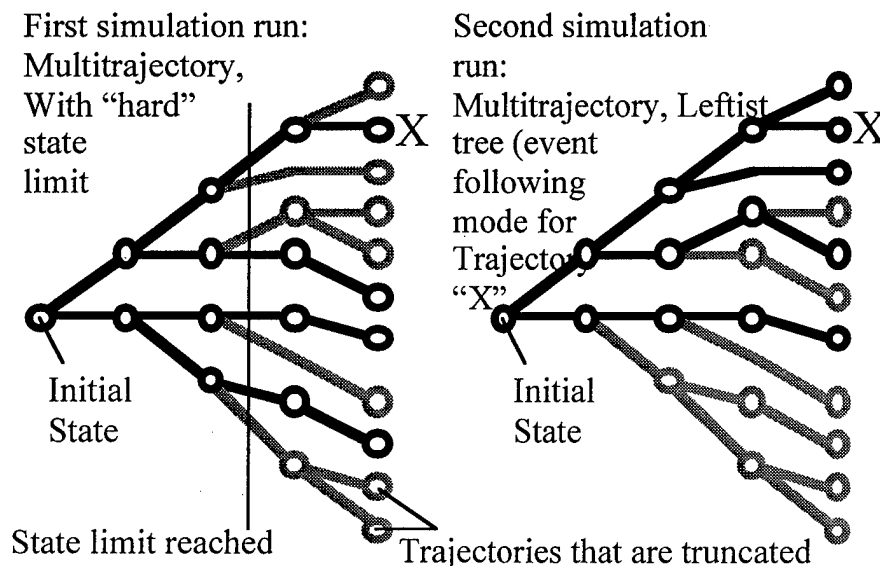 First simulation run:
Multitrajectory,
With “hard”
state
limit
X
Initial
State
State limit reached
Second simulation
run:
Multitrajectory, Leftist
tree (event
following
mode for
Trajectory
“X”
X
Initial
State
Trajectories that are truncated